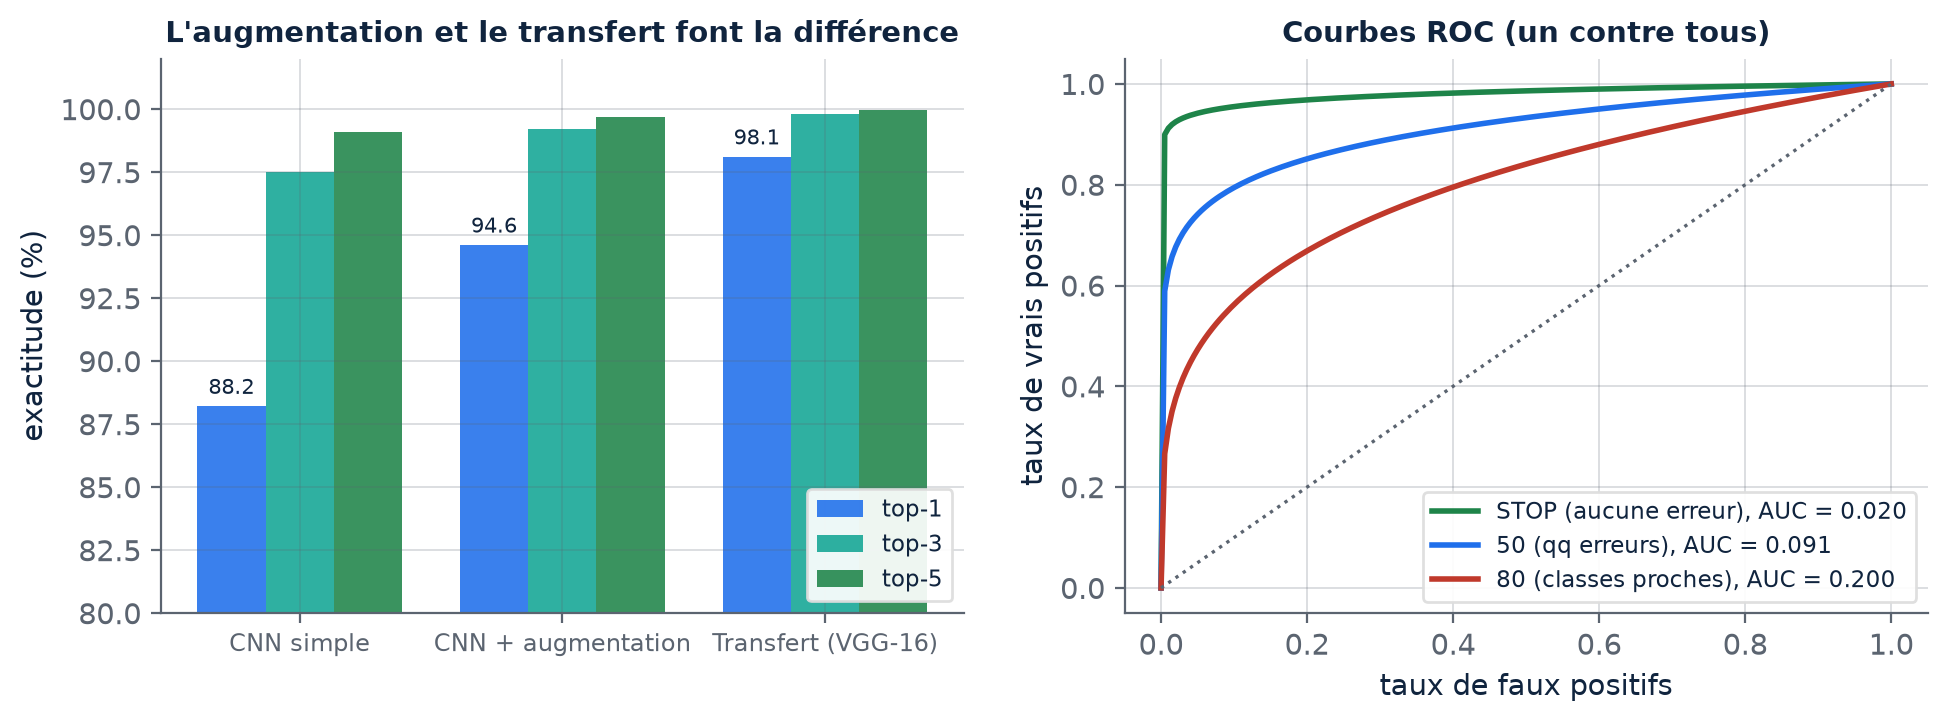 L'augmentation et le transfert font la différence
exactitude (%)
100.0
97.5
95.0
92.5
90.0
87.5
85.0
82.5
80.0
88.2
94.6
98.1
top-1
top-3
top-5
CNN simple
CNN + augmentation
Transfert (VGG-16)
Courbes ROC (un contre tous)
taux de vrais positifs
1.0
0.8
0.6
0.4
0.2
0.0
STOP (aucune erreur), AUC = 0.020
50 (qq erreurs), AUC = 0.091
80 (classes proches), AUC = 0.200
0.0
0.2
0.4
0.6
0.8
1.0
taux de faux positifs